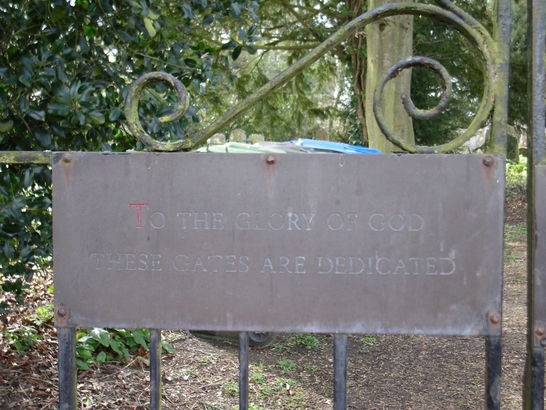 To THE GLORY OF GOD
THESE GATES ARE DEDICATED